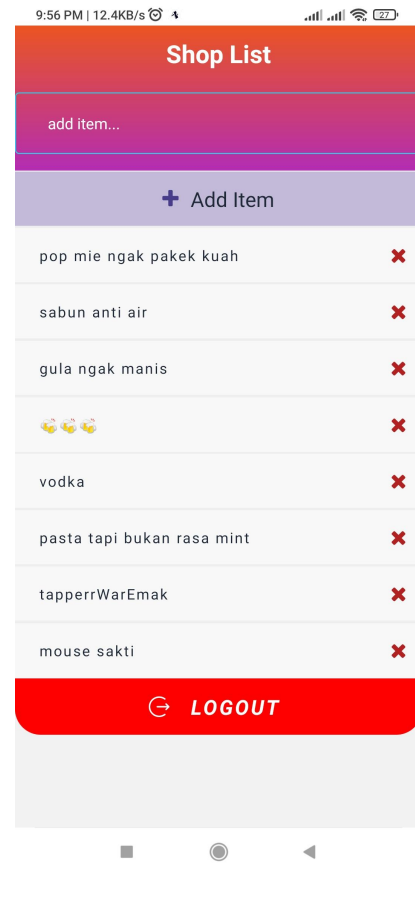 9:56 PM | 12.4KB/s 27
Shop List
add item...
Add Item
pop mie ngak pakek kuah
sabun anti air
gula ngak manis
🍻🍻🍻
vodka
pasta tapi bukan rasa mint
tapperrWarEmak
mouse sakti
LOGOUT